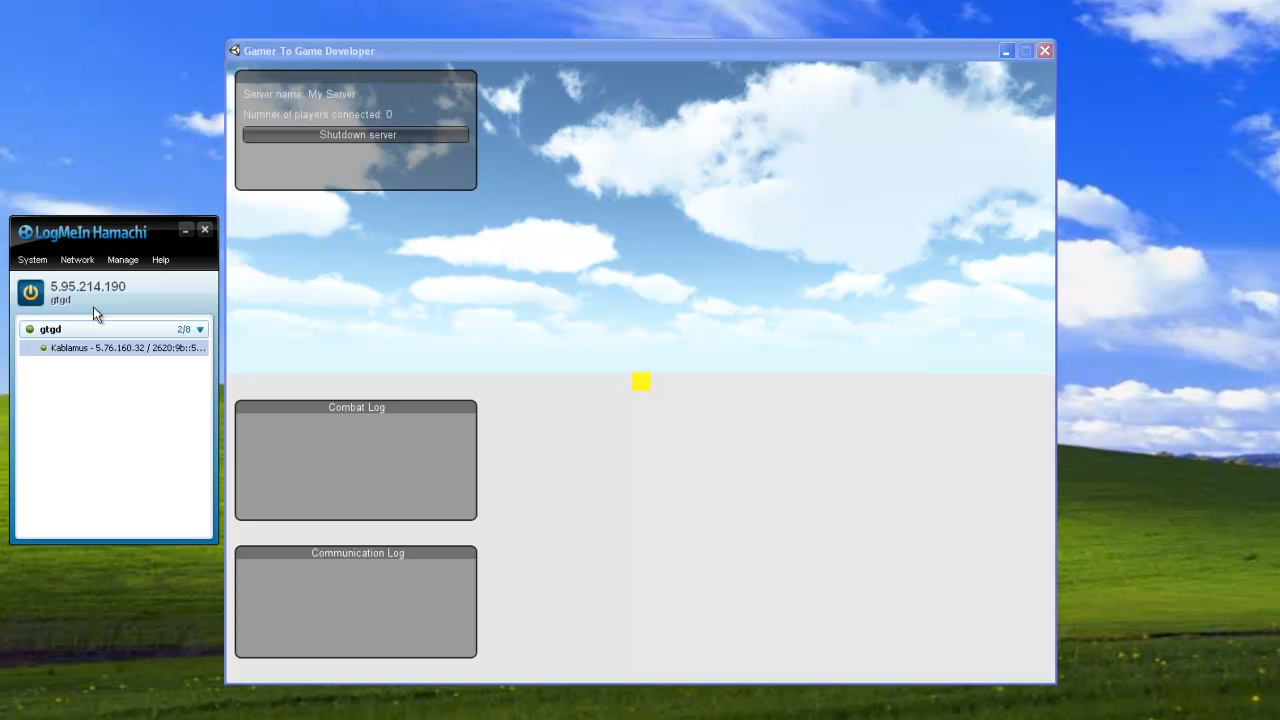 Gamer To Game Developer
Server name: My Server
Numner of players connected: 0
Shutdown server
LogMeIn Hamachi
System Network Manage Help
5.95.214.190
gtgd
gtgd 2/8
Kablamus - 5.76.160.32 / 2620:9b::5...
Combat Log
Communication Log